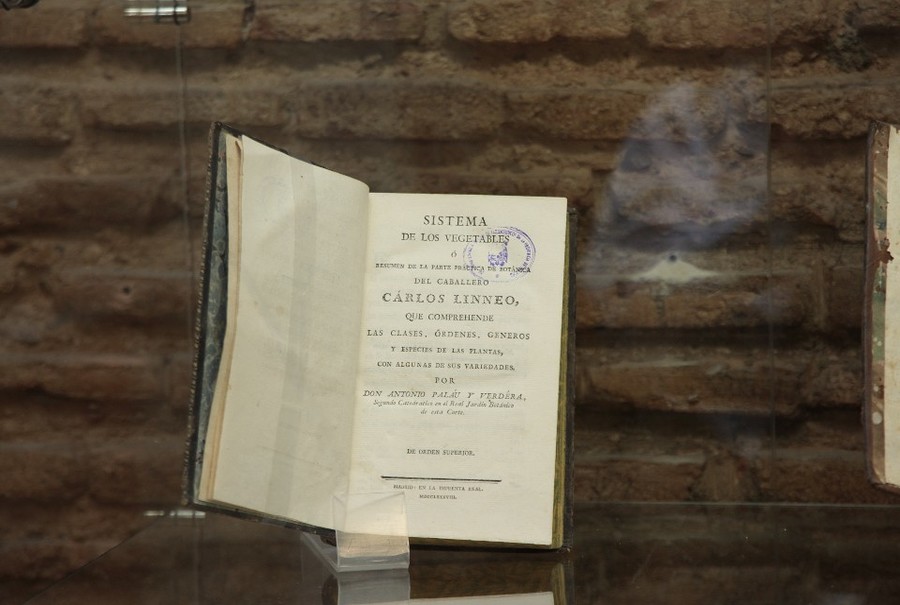 SISTEMA
DE LOS VEGETABLES
Ó
RESUMEN DE LA PARTE PRÁCTICA DE BOTÁNICA
DEL CABALLERO
CÁRLOS LINNEO,
QUE COMPREHENDE
LAS CLASES, ÓRDENES, GENEROS
Y ESPECIES DE LAS PLANTAS,
CON ALGUNAS DE SUS VARIEDADES.
POR
DON ANTONIO PALÁU Y VERDÉRA,
Segundo Catedrático en el Real Jardin Botánico
de esta Corte.
DE ORDEN SUPERIOR.
MADRID: EN LA IMPRENTA REAL.